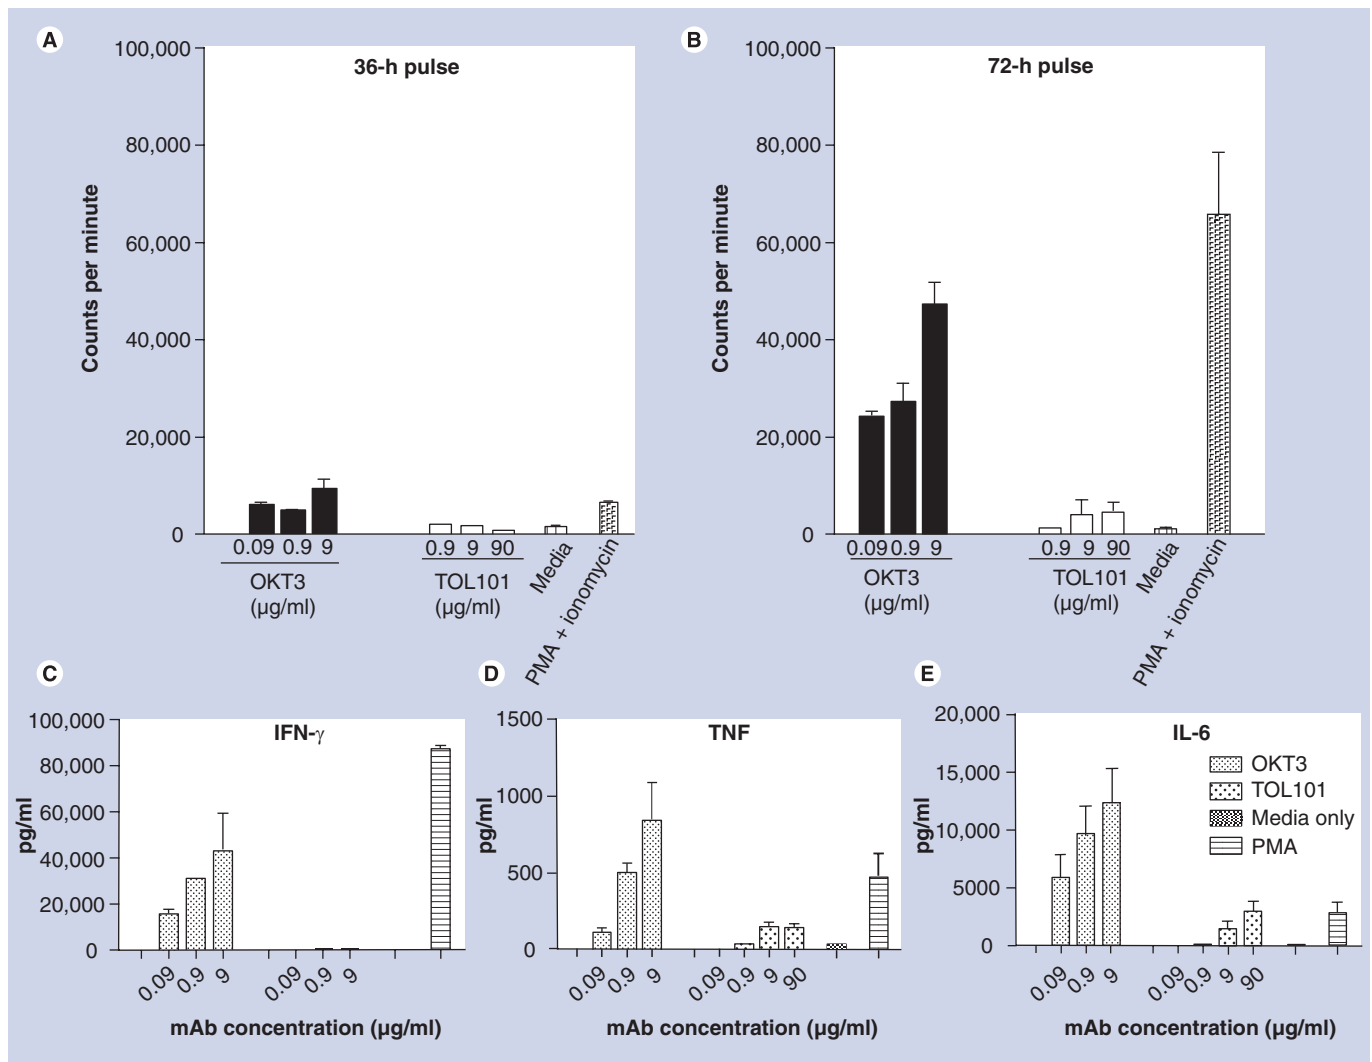 A
36-h pulse
100,000
80,000
60,000
40,000
20,000
0
Counts per minute
0.09 0.9 9
OKT3
(µg/ml)
0.9 9 90
TOL101
(µg/ml)
Media
PMA + ionomycin
B
72-h pulse
100,000
80,000
60,000
40,000
20,000
0
Counts per minute
0.09 0.9 9
OKT3
(µg/ml)
0.9 9 90
TOL101
(µg/ml)
Media
PMA + ionomycin
C
IFN-γ
100,000
80,000
60,000
40,000
20,000
0
pg/ml
0.09 0.9 9 0.09 0.9 9
mAb concentration (µg/ml)
D
TNF
1500
1000
500
0
pg/ml
0.09 0.9 9 0.09 0.9 9 90
mAb concentration (µg/ml)
E
IL-6
20,000
15,000
10,000
5000
0
pg/ml
OKT3
TOL101
Media only
PMA
0.09 0.9 9 0.09 0.9 9 90
mAb concentration (µg/ml)